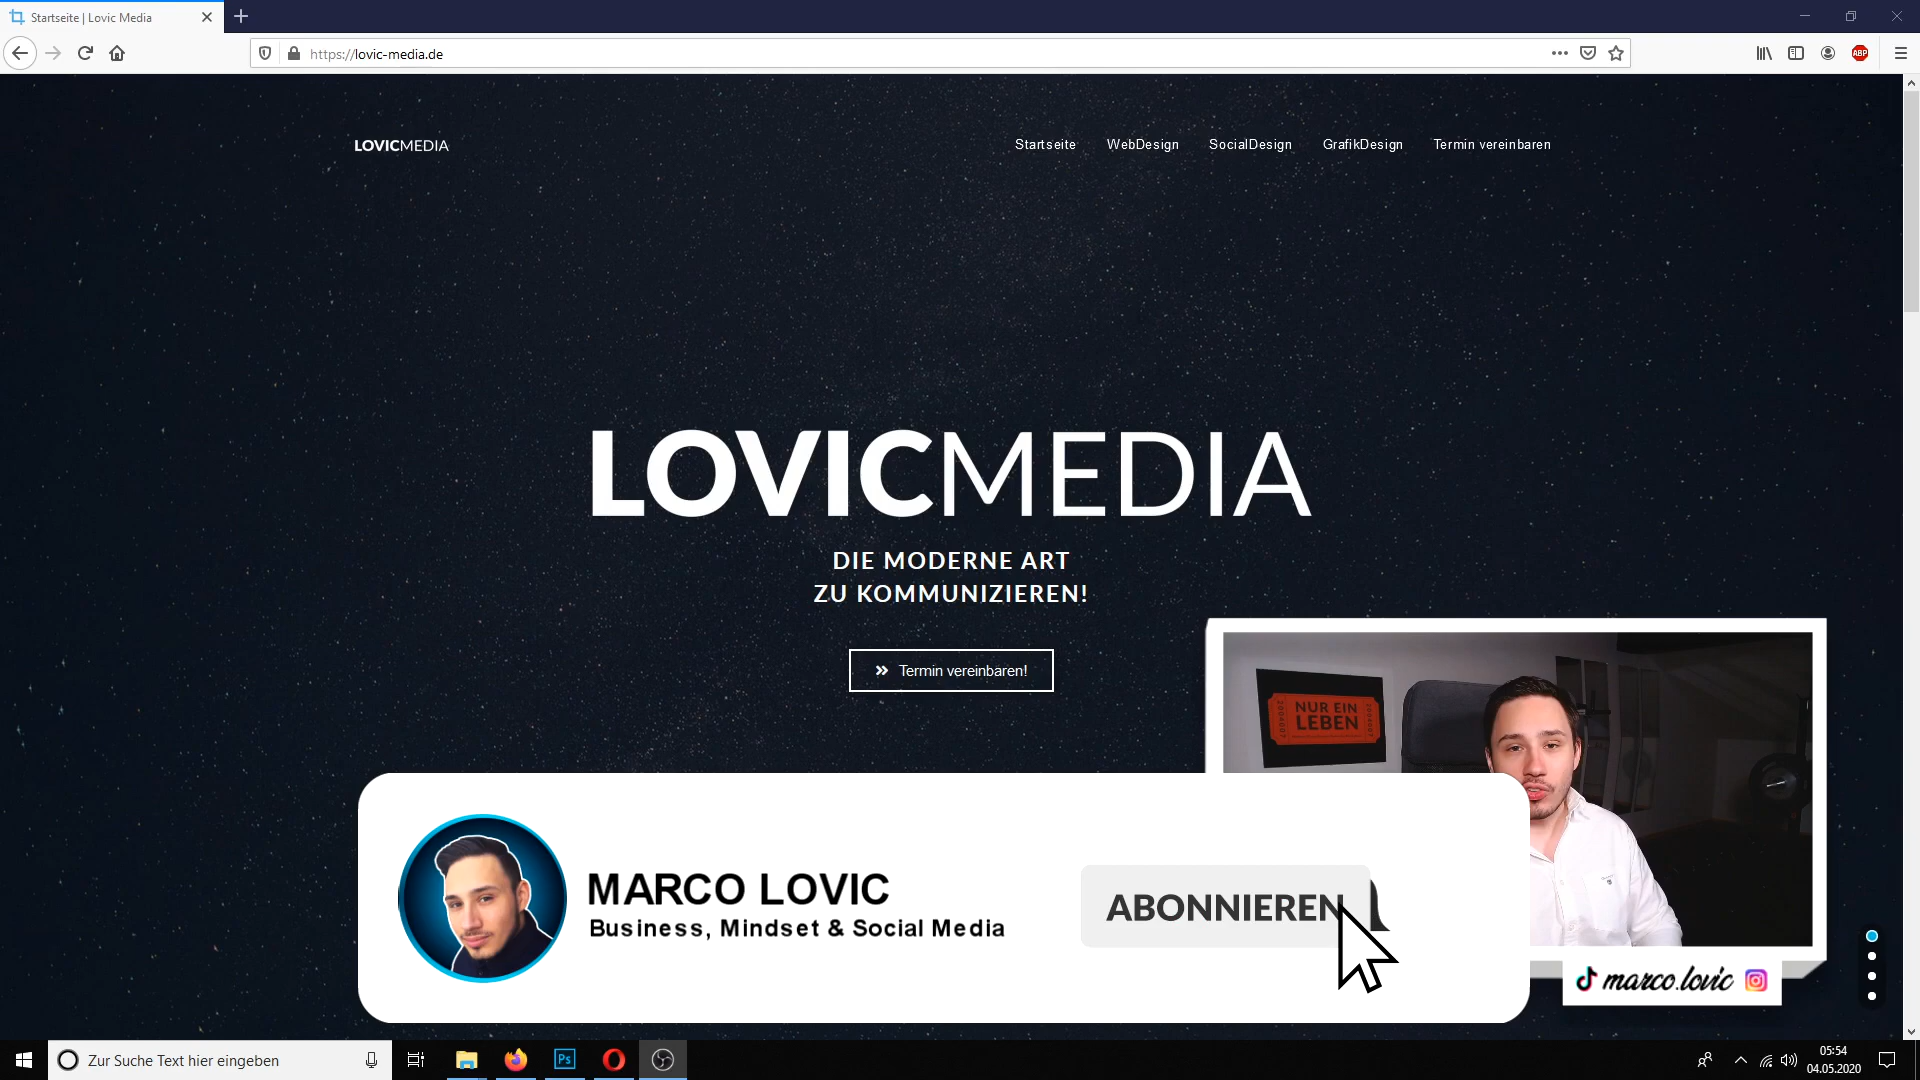 Startseite | Lovic Media
https://lovic-media.de
ABP
LOVICMEDIA
Startseite
WebDesign
SocialDesign
GrafikDesign
Termin vereinbaren
LOVICMEDIA
DIE MODERNE ART
ZU KOMMUNIZIEREN!
Termin vereinbaren!
NUR EIN
LEBEN
MARCO LOVIC
Business, Mindset & Social Media
ABONNIEREN
marco.lovic
Zur Suche Text hier eingeben
Ps
05:54
04.05.2020